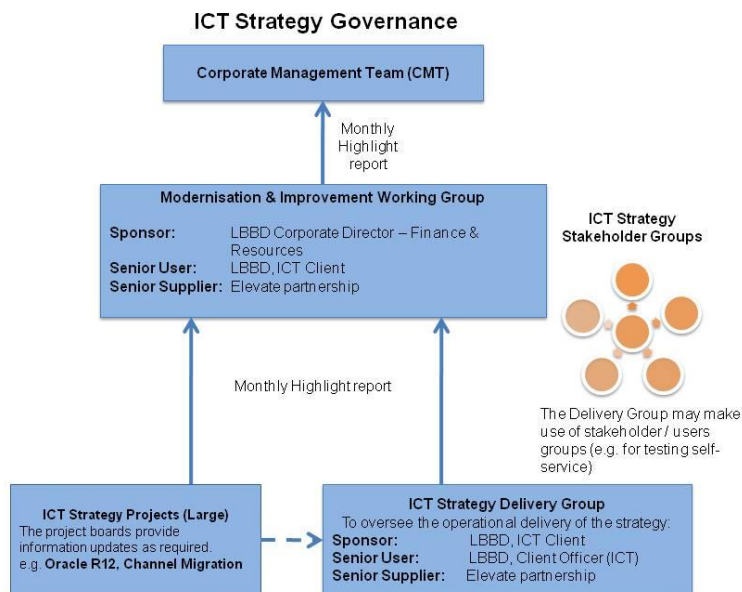 ICT Strategy Governance
Corporate Management Team (CMT)
Monthly
Highlight
report
Modernisation & Improvement Working Group
Sponsor: LBBD Corporate Director – Finance &
Resources
Senior User: LBBD, ICT Client
Senior Supplier: Elevate partnership
ICT Strategy
Stakeholder Groups
Monthly Highlight report
The Delivery Group may make
use of stakeholder / users
groups (e.g. for testing self-
service)
ICT Strategy Projects (Large)
The project boards provide
information updates as required.
e.g. Oracle R12, Channel Migration
ICT Strategy Delivery Group
To oversee the operational delivery of the strategy:
Sponsor: LBBD, ICT Client
Senior User: LBBD, Client Officer (ICT)
Senior Supplier: Elevate partnership